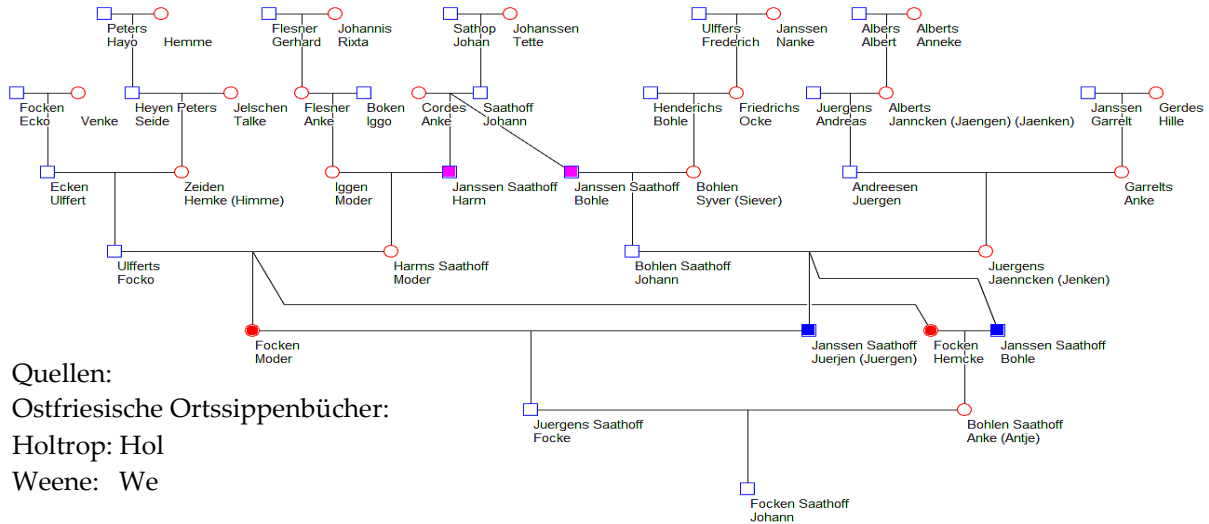 Peters
Hayo
Hemme
Flesner
Gerhard
Johannis
Rixta
Sathop
Johan
Johanssen
Tette
Ulffers
Frederich
Janssen
Nanke
Albers
Albert
Alberts
Anneke
Focken
Ecko
Venke
Heyen Peters
Seide
Jelschen
Talke
Flesner
Anke
Boken
Iggo
Cordes
Anke
Saathoff
Johann
Henderichs
Bohle
Friedrichs
Ocke
Juergens
Andreas
Alberts
Janncken (Jaengen) (Jaenken)
Janssen
Garrelt
Gerdes
Hille
Ecken
Ulffert
Zeiden
Hemke (Himme)
Iggen
Moder
Janssen Saathoff
Harm
Janssen Saathoff
Bohle
Bohlen
Syver (Siever)
Andreesen
Juergen
Garrelts
Anke
Ulfferts
Focko
Harms Saathoff
Moder
Bohlen Saathoff
Johann
Juergens
Jaenncken (Jenken)
Focken
Moder
Janssen Saathoff
Juerjen (Juergen)
Focken
Hemcke
Janssen Saathoff
Bohle
Quellen:
Ostfriesische Ortssippenbücher:
Holtrop: Hol
Weene: We
Juergens Saathoff
Focke
Bohlen Saathoff
Anke (Antje)
Focken Saathoff
Johann